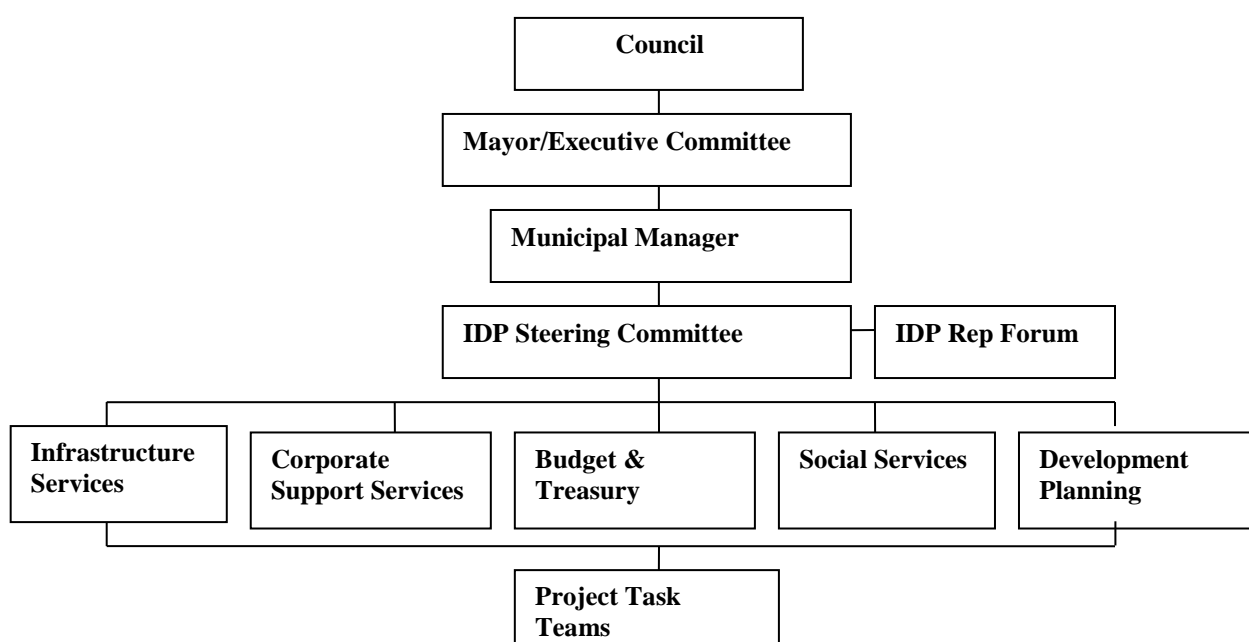 Council
Mayor/Executive Committee
Municipal Manager
IDP Steering Committee
IDP Rep Forum
Infrastructure
Services
Corporate
Support Services
Budget &
Treasury
Social Services
Development
Planning
Project Task
Teams